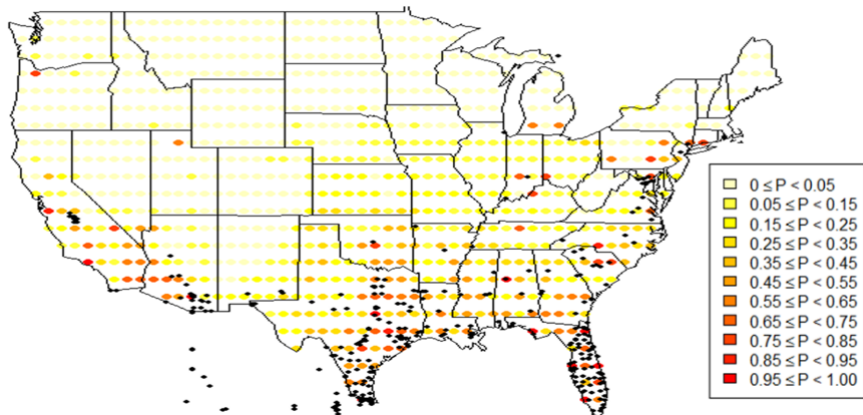 0 ≤ P < 0.05
0.05 ≤ P < 0.15
0.15 ≤ P < 0.25
0.25 ≤ P < 0.35
0.35 ≤ P < 0.45
0.45 ≤ P < 0.55
0.55 ≤ P < 0.65
0.65 ≤ P < 0.75
0.75 ≤ P < 0.85
0.85 ≤ P < 0.95
0.95 ≤ P < 1.00